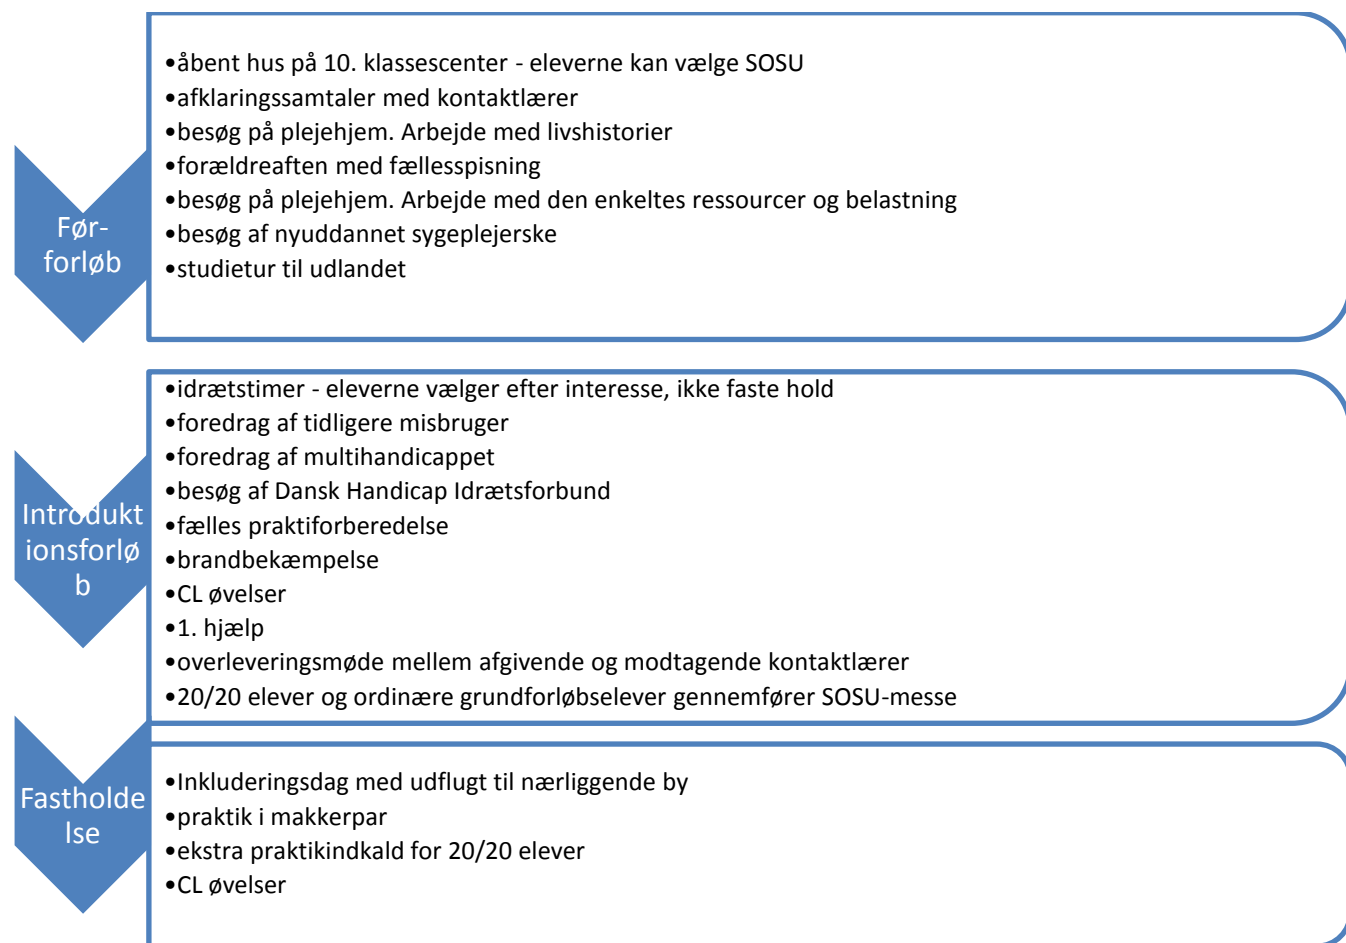 Før-
forløb
•åbent hus på 10. klassescenter - eleverne kan vælge SOSU
•afklaringssamtaler med kontaktlærer
•besøg på plejehjem. Arbejde med livshistorier
•forældreaften med fællesspisning
•besøg på plejehjem. Arbejde med den enkeltes ressourcer og belastning
•besøg af nyuddannet sygeplejerske
•studietur til udlandet
Introdukt
ionsforlø
b
•idrætstimer - eleverne vælger efter interesse, ikke faste hold
•foredrag af tidligere misbruger
•foredrag af multihandicappet
•besøg af Dansk Handicap Idrætsforbund
•fælles praktiforberedelse
•brandbekæmpelse
•CL øvelser
•1. hjælp
•overleveringsmøde mellem afgivende og modtagende kontaktlærer
•20/20 elever og ordinære grundforløbselever gennemfører SOSU-messe
Fastholde
lse
•Inkluderingsdag med udflugt til nærliggende by
•praktik i makkerpar
•ekstra praktikindkald for 20/20 elever
•CL øvelser